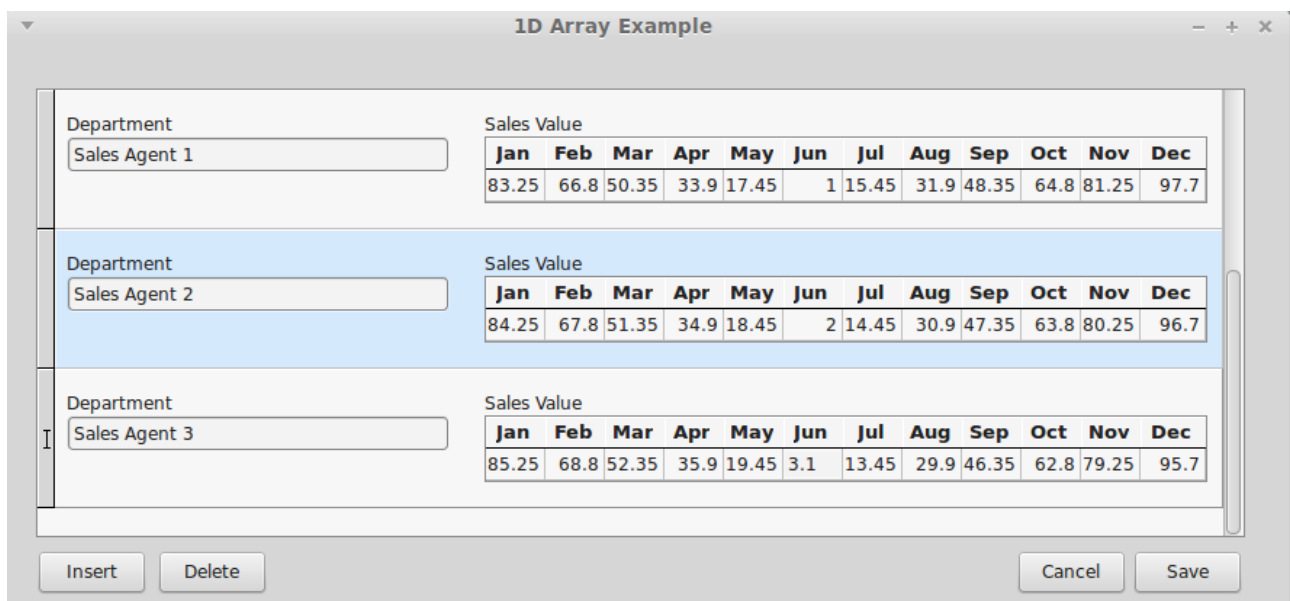 1D Array Example
Department Sales Value
Sales Agent 1 Jan Feb Mar Apr May Jun Jul Aug Sep Oct Nov Dec
83.25 66.8 50.35 33.9 17.45 1 15.45 31.9 48.35 64.8 81.25 97.7
Department Sales Value
Sales Agent 2 Jan Feb Mar Apr May Jun Jul Aug Sep Oct Nov Dec
84.25 67.8 51.35 34.9 18.45 2 14.45 30.9 47.35 63.8 80.25 96.7
Department Sales Value
Sales Agent 3 Jan Feb Mar Apr May Jun Jul Aug Sep Oct Nov Dec
85.25 68.8 52.35 35.9 19.45 3.1 13.45 29.9 46.35 62.8 79.25 95.7
Insert Delete Cancel Save